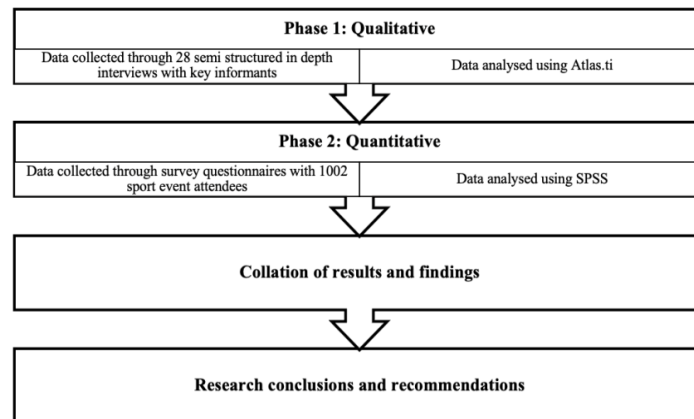 Phase 1: Qualitative
Data collected through 28 semi structured in depth
interviews with key informants
Data analysed using Atlas.ti
Phase 2: Quantitative
Data collected through survey questionnaires with 1002
sport event attendees
Data analysed using SPSS
Collation of results and findings
Research conclusions and recommendations